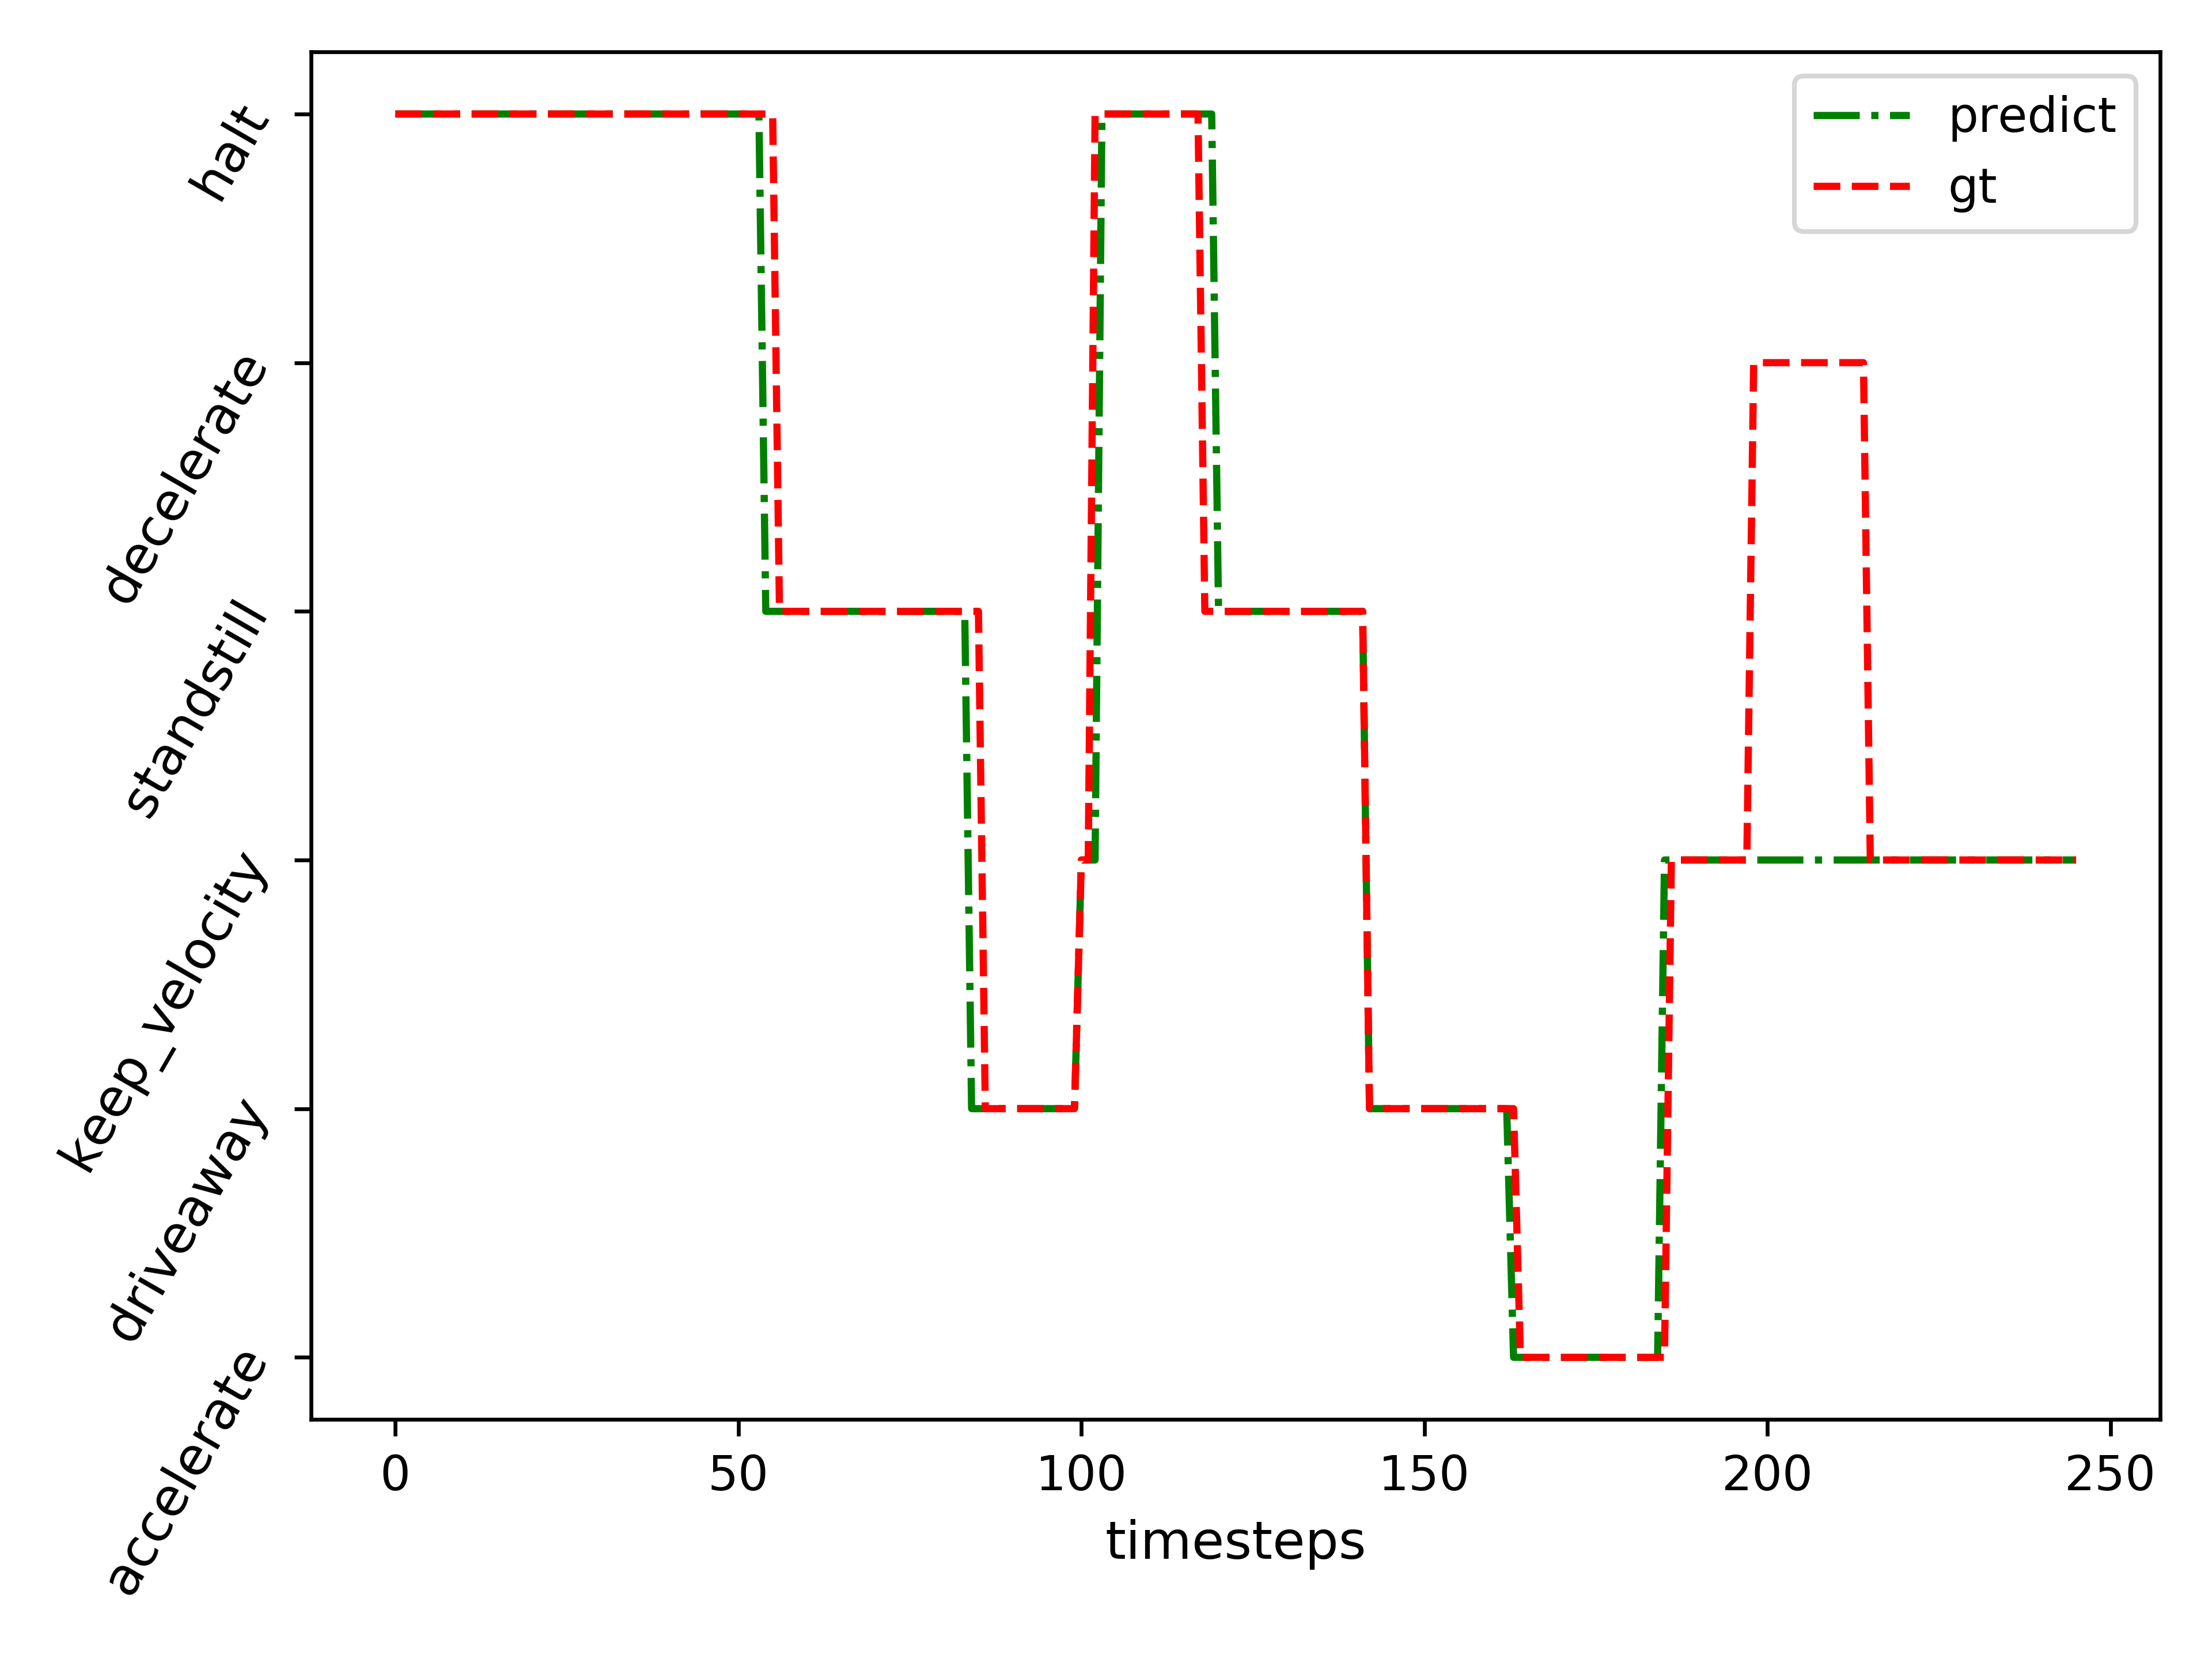 predict
gt
halt
decelerate
standstill
keep_velocity
driveaway
accelerate
0 50 100 150 200 250
timesteps